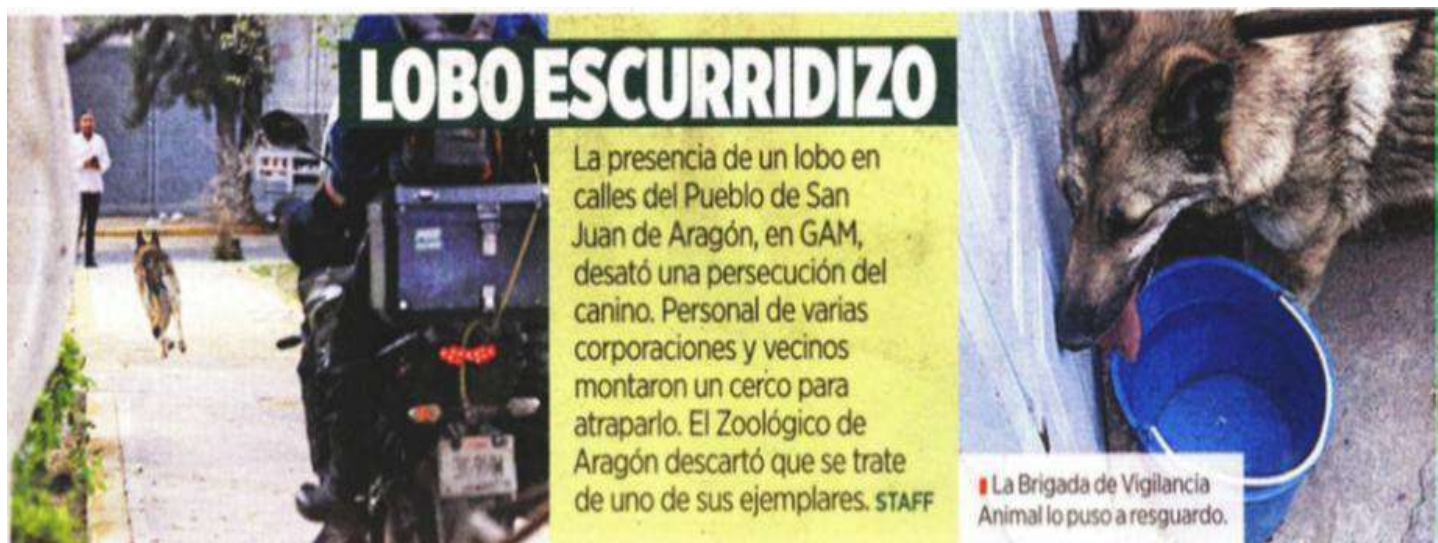 LOBO ESCURRIDIZO
La presencia de un lobo en
calles del Pueblo de San
Juan de Aragón, en GAM,
desató una persecución del
canino. Personal de varias
corporaciones y vecinos
montaron un cerco para
atraparlo. El Zoológico de
Aragón descartó que se trate
de uno de sus ejemplares. STAFF
La Brigada de Vigilancia
Animal lo puso a resguardo.